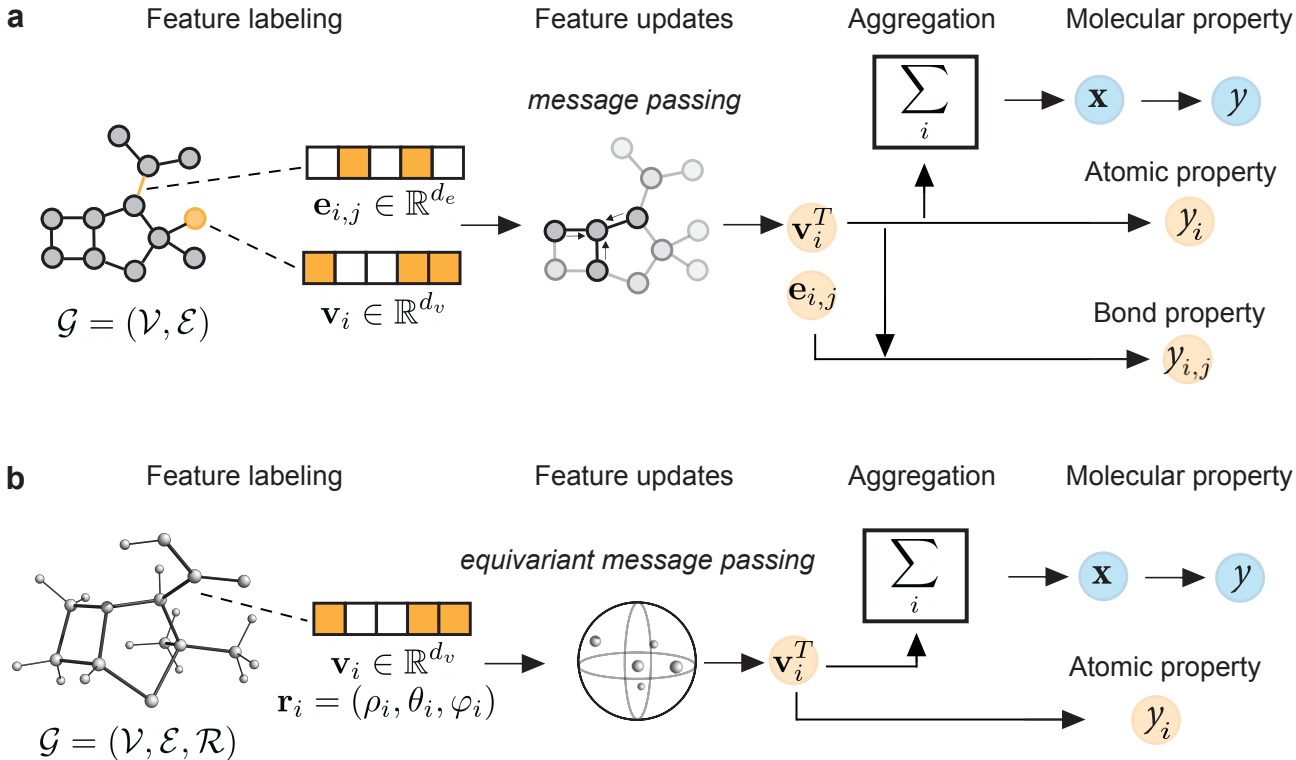 a
Feature labeling
Feature updates
Aggregation
Molecular property
message passing
∑
i
x
y
e_{i,j} ∈ ℝ^{d_e}
v_i ∈ ℝ^{d_v}
G = (V, E)
v_i^T
e_{i,j}
Atomic property
y_i
Bond property
y_{i,j}
b
Feature labeling
Feature updates
Aggregation
Molecular property
equivariant message passing
∑
i
x
y
v_i ∈ ℝ^{d_v}
r_i = (ρ_i, θ_i, φ_i)
G = (V, E, R)
v_i^T
Atomic property
y_i